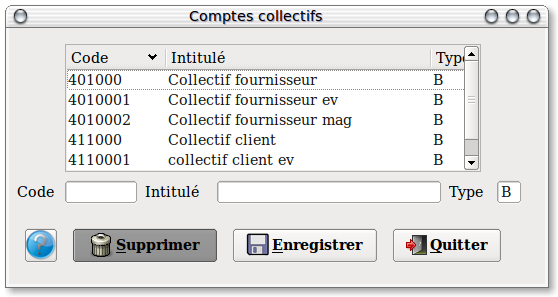 Comptes collectifs
Code Intitulé Type
401000 Collectif fournisseur B
4010001 Collectif fournisseur ev B
4010002 Collectif fournisseur mag B
411000 Collectif client B
4110001 collectif client ev B
Code Intitulé Type B
? Supprimer Enregistrer Quitter